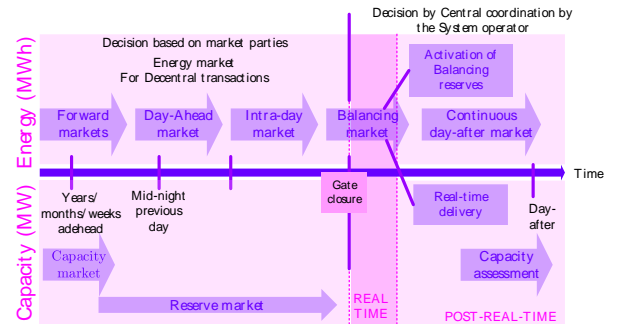 Decision by Central coordination by
the System operator
Decision based on market parties
Energy market
For Decentral transactions
Energy (MWh)
Activation of
Balancing
reserves
Forward
markets
Day-Ahead
market
Intra-day
market
Balancing
market
Continuous
day-after market
Time
Years/
months/weeks
adehead
Mid-night
previous
day
Gate
closure
Real-time
delivery
Day-
after
Capacity (MW)
Capacity
market
Capacity
assessment
Reserve market
REAL
TIME
POST-REAL-TIME